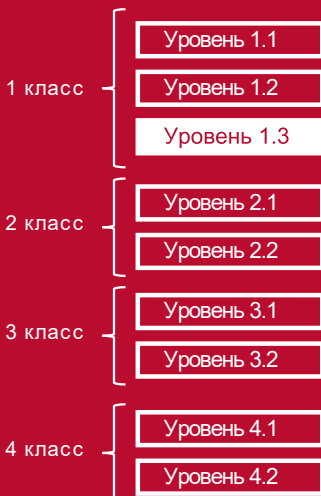 1 класс
Уровень 1.1
Уровень 1.2
Уровень 1.3
2 класс
Уровень 2.1
Уровень 2.2
3 класс
Уровень 3.1
Уровень 3.2
4 класс
Уровень 4.1
Уровень 4.2